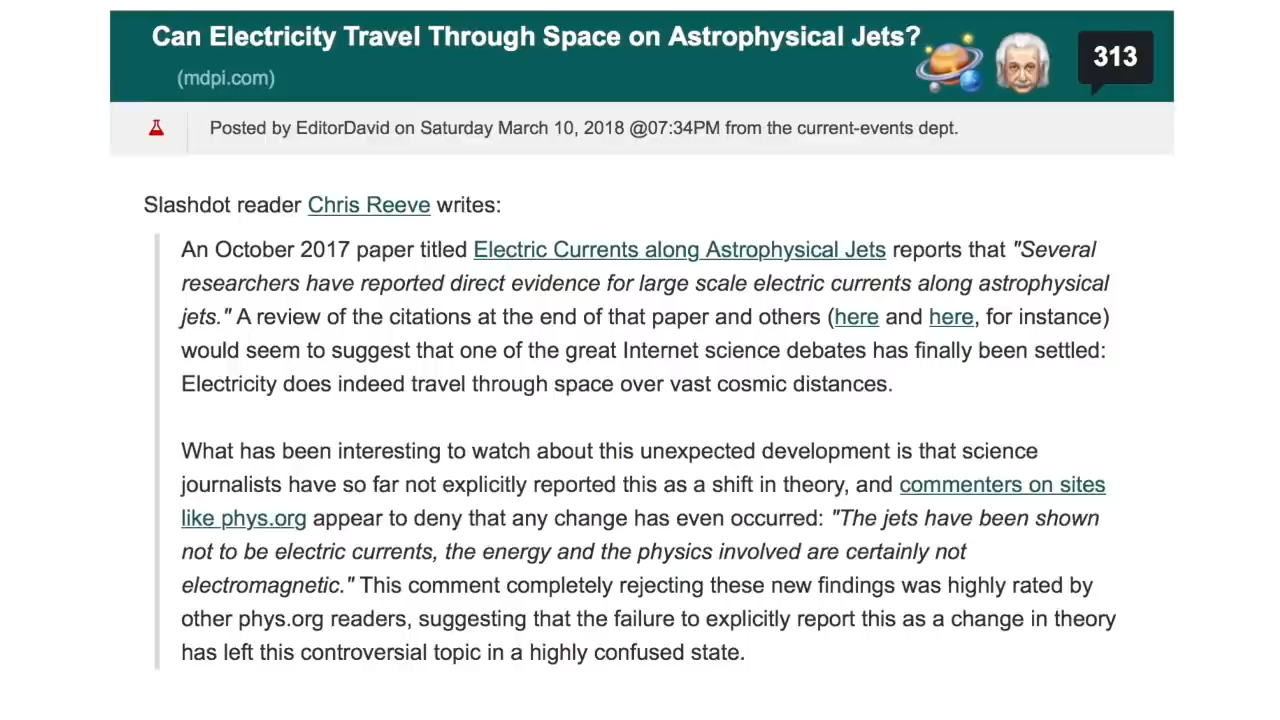 Can Electricity Travel Through Space on Astrophysical Jets?
(mdpi.com)
313
Posted by EditorDavid on Saturday March 10, 2018 @07:34PM from the current-events dept.
Slashdot reader Chris Reeve writes:
An October 2017 paper titled Electric Currents along Astrophysical Jets reports that "Several
researchers have reported direct evidence for large scale electric currents along astrophysical
jets." A review of the citations at the end of that paper and others (here and here, for instance)
would seem to suggest that one of the great Internet science debates has finally been settled:
Electricity does indeed travel through space over vast cosmic distances.
What has been interesting to watch about this unexpected development is that science
journalists have so far not explicitly reported this as a shift in theory, and commenters on sites
like phys.org appear to deny that any change has even occurred: "The jets have been shown
not to be electric currents, the energy and the physics involved are certainly not
electromagnetic." This comment completely rejecting these new findings was highly rated by
other phys.org readers, suggesting that the failure to explicitly report this as a change in theory
has left this controversial topic in a highly confused state.